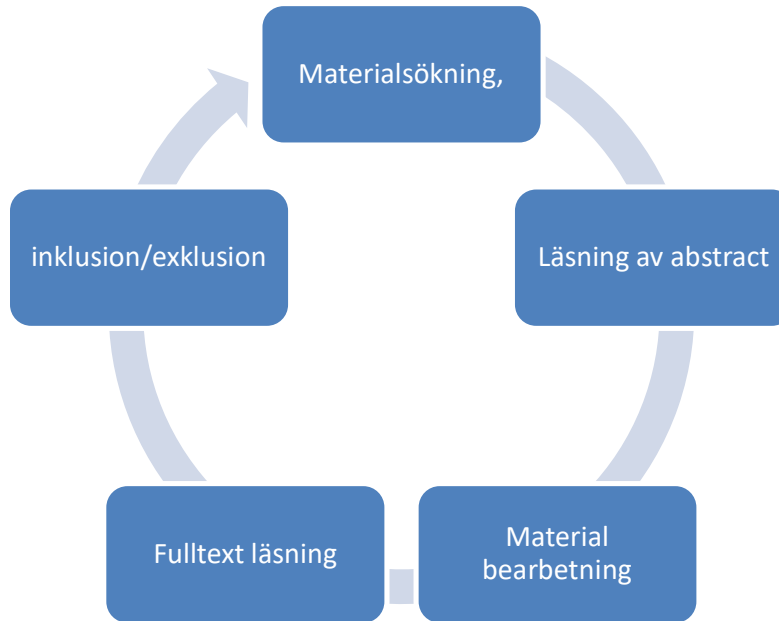 Materialsökning,
Läsning av abstract
Material
bearbetning
Fulltext läsning
inklusion/exklusion